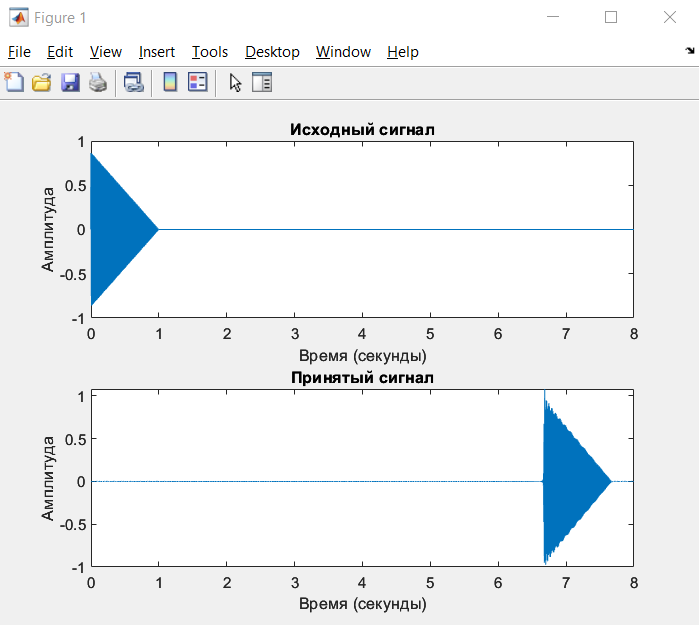 Figure 1
File Edit View Insert Tools Desktop Window Help
Исходный сигнал
Амплитуда
1
0.5
0
-0.5
-1
0 1 2 3 4 5 6 7 8
Время (секунды)
Принятый сигнал
Амплитуда
1
0.5
0
-0.5
-1
0 1 2 3 4 5 6 7 8
Время (секунды)